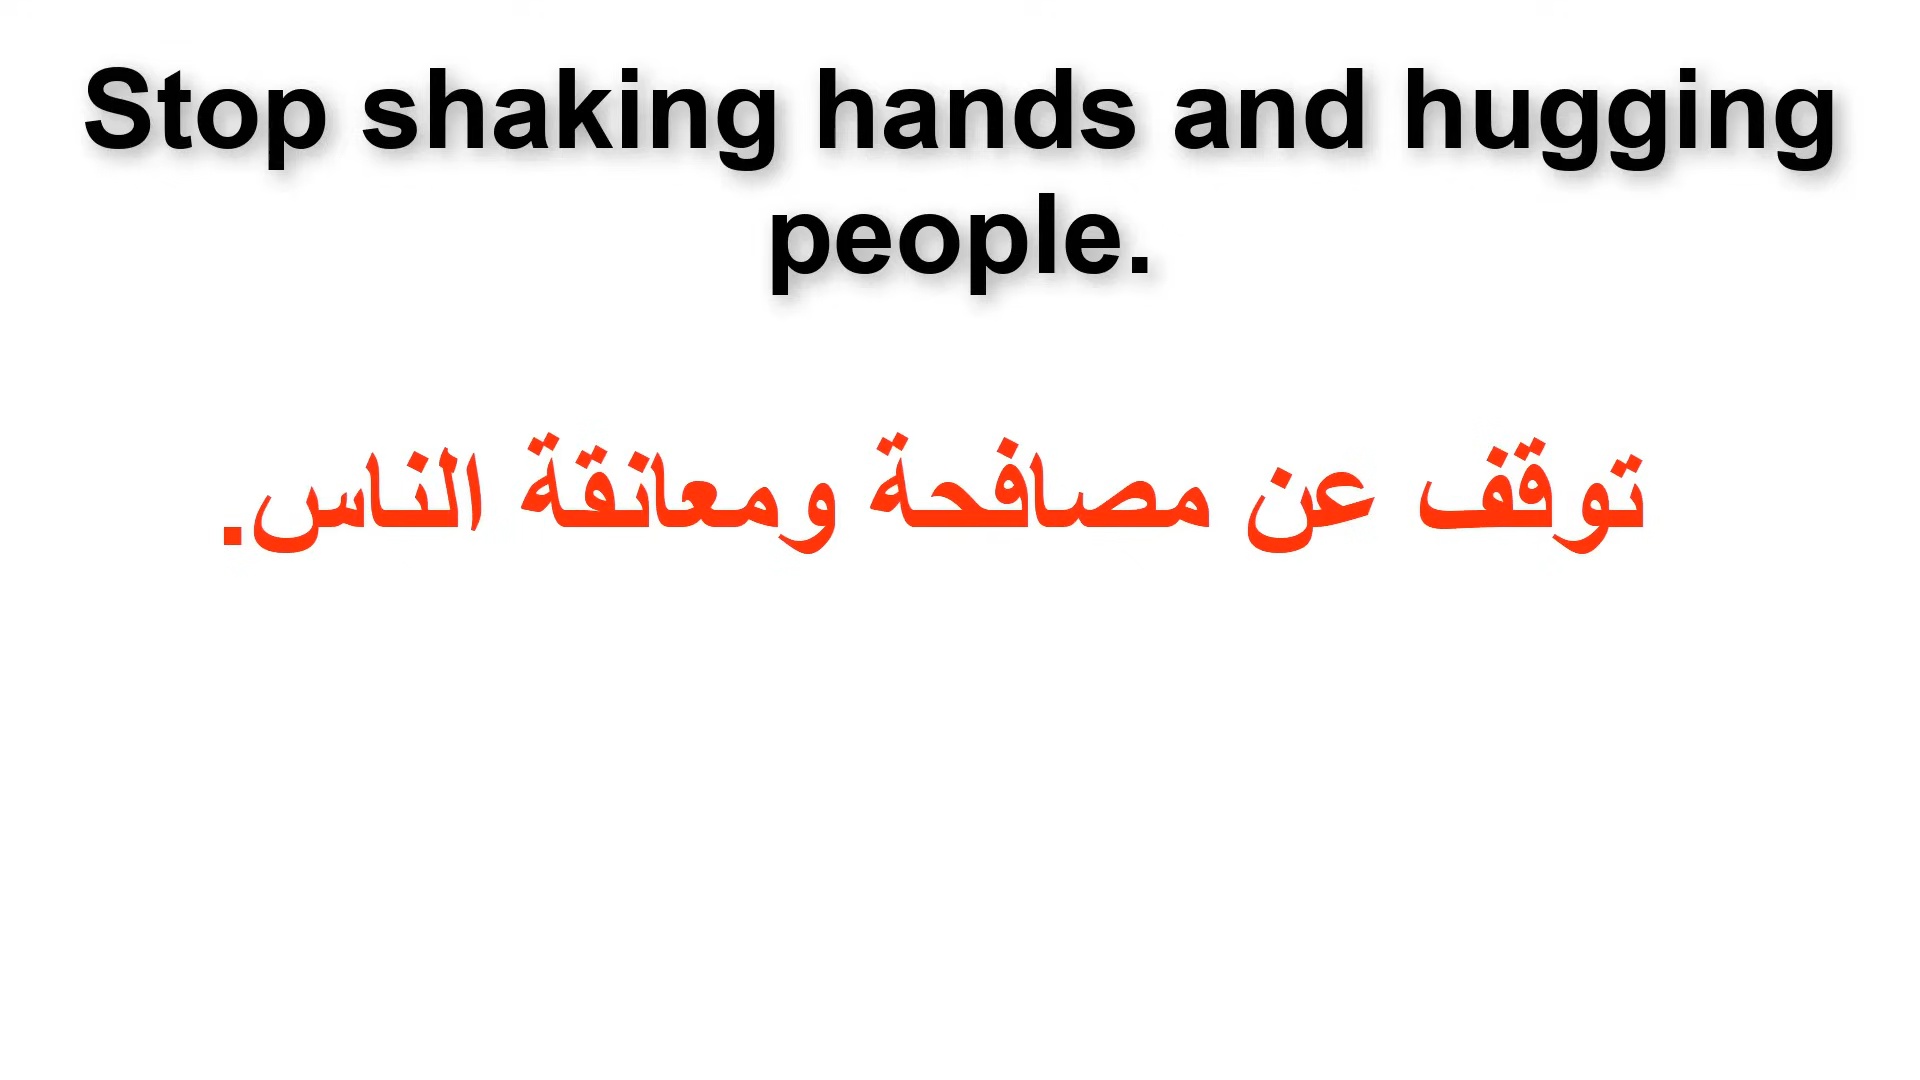 Stop shaking hands and hugging
people.
توقف عن مصافحة ومعانقة الناس.